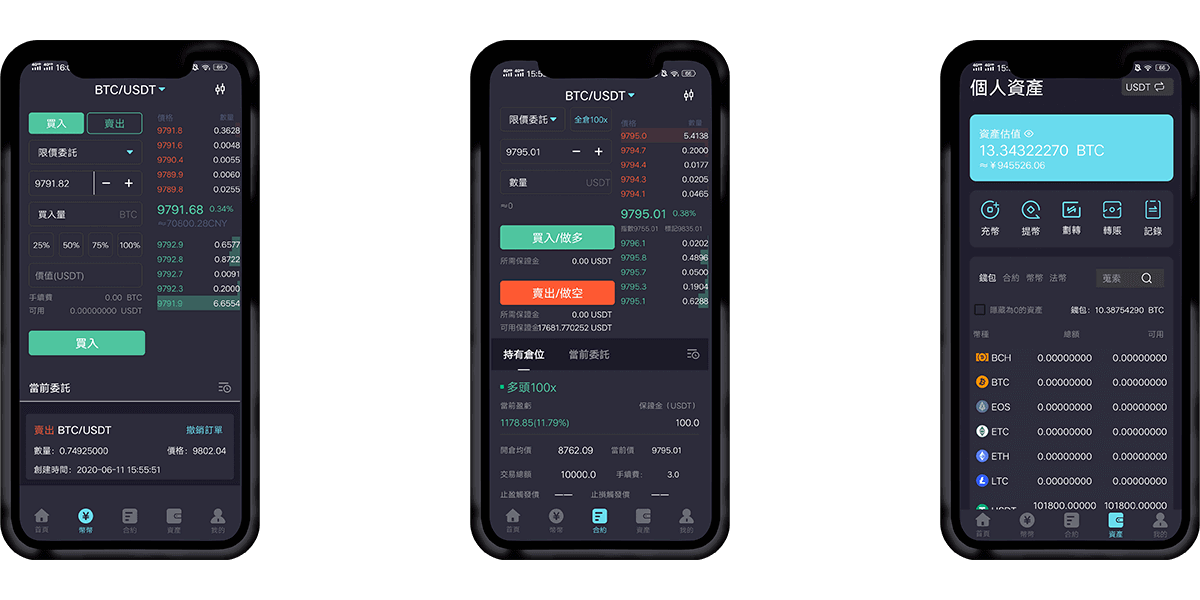 16:
BTC/USDT
買入 賣出
限價委託
9791.82 − +
買入量 BTC
25% 50% 75% 100%
價值(USDT)
手續費 0.00 BTC
可用 0.00000000 USDT
買入
價格 數量
9791.8 0.3628
9791.6 0.0048
9790.4 0.0055
9789.9 0.0060
9789.8 0.0255
9791.68 0.34%
≈70800.28CNY
9792.9 0.6577
9792.8 0.8722
9792.7 0.0091
9792.3 0.2000
9791.9 6.6554
當前委託
賣出 BTC/USDT 撤銷訂單
數量: 0.74925000 價格: 9802.04
創建時間: 2020-06-11 15:55:51
首頁 幣幣 合約 資產 我的
15:5
BTC/USDT
限價委託 全倉100x
9795.01 − +
數量 USDT
≈0
買入/做多
所需保證金 0.00 USDT
賣出/做空
所需保證金 0.00 USDT
可用保證金17681.770252 USDT
價格 數量
9795.0 5.4138
9794.7 0.2000
9794.4 0.0177
9794.3 0.0205
9794.1 0.0465
9795.01 0.38%
指數9755.01 標記9835.01
9796.1 0.0202
9795.8 0.4896
9795.7 0.0500
9795.3 0.1904
9795.1 0.6288
持有倉位 當前委託
多頭100x
當前盈虧 保證金（USDT）
1178.85(11.79%) 100.0
開倉均價 8762.09 當前價 9795.01
交易總額 10000.0 手續費: 3.0
止盈觸發價 —— 止損觸發價 ——
首頁 幣幣 合約 資產 我的
15:
個人資產 USDT
資產估值
13.34322270 BTC
≈¥945526.06
充幣 提幣 劃轉 轉賬 記錄
錢包 合約 幣幣 法幣 蒐索
隱藏為0的資產 錢包: 10.38754290 BTC
幣種 總額 可用
BCH 0.00000000 0.00000000
BTC 0.00000000 0.00000000
EOS 0.00000000 0.00000000
ETC 0.00000000 0.00000000
ETH 0.00000000 0.00000000
LTC 0.00000000 0.00000000
USDT 101800.00000 101800.0000
首頁 幣幣 合約 資產 我的